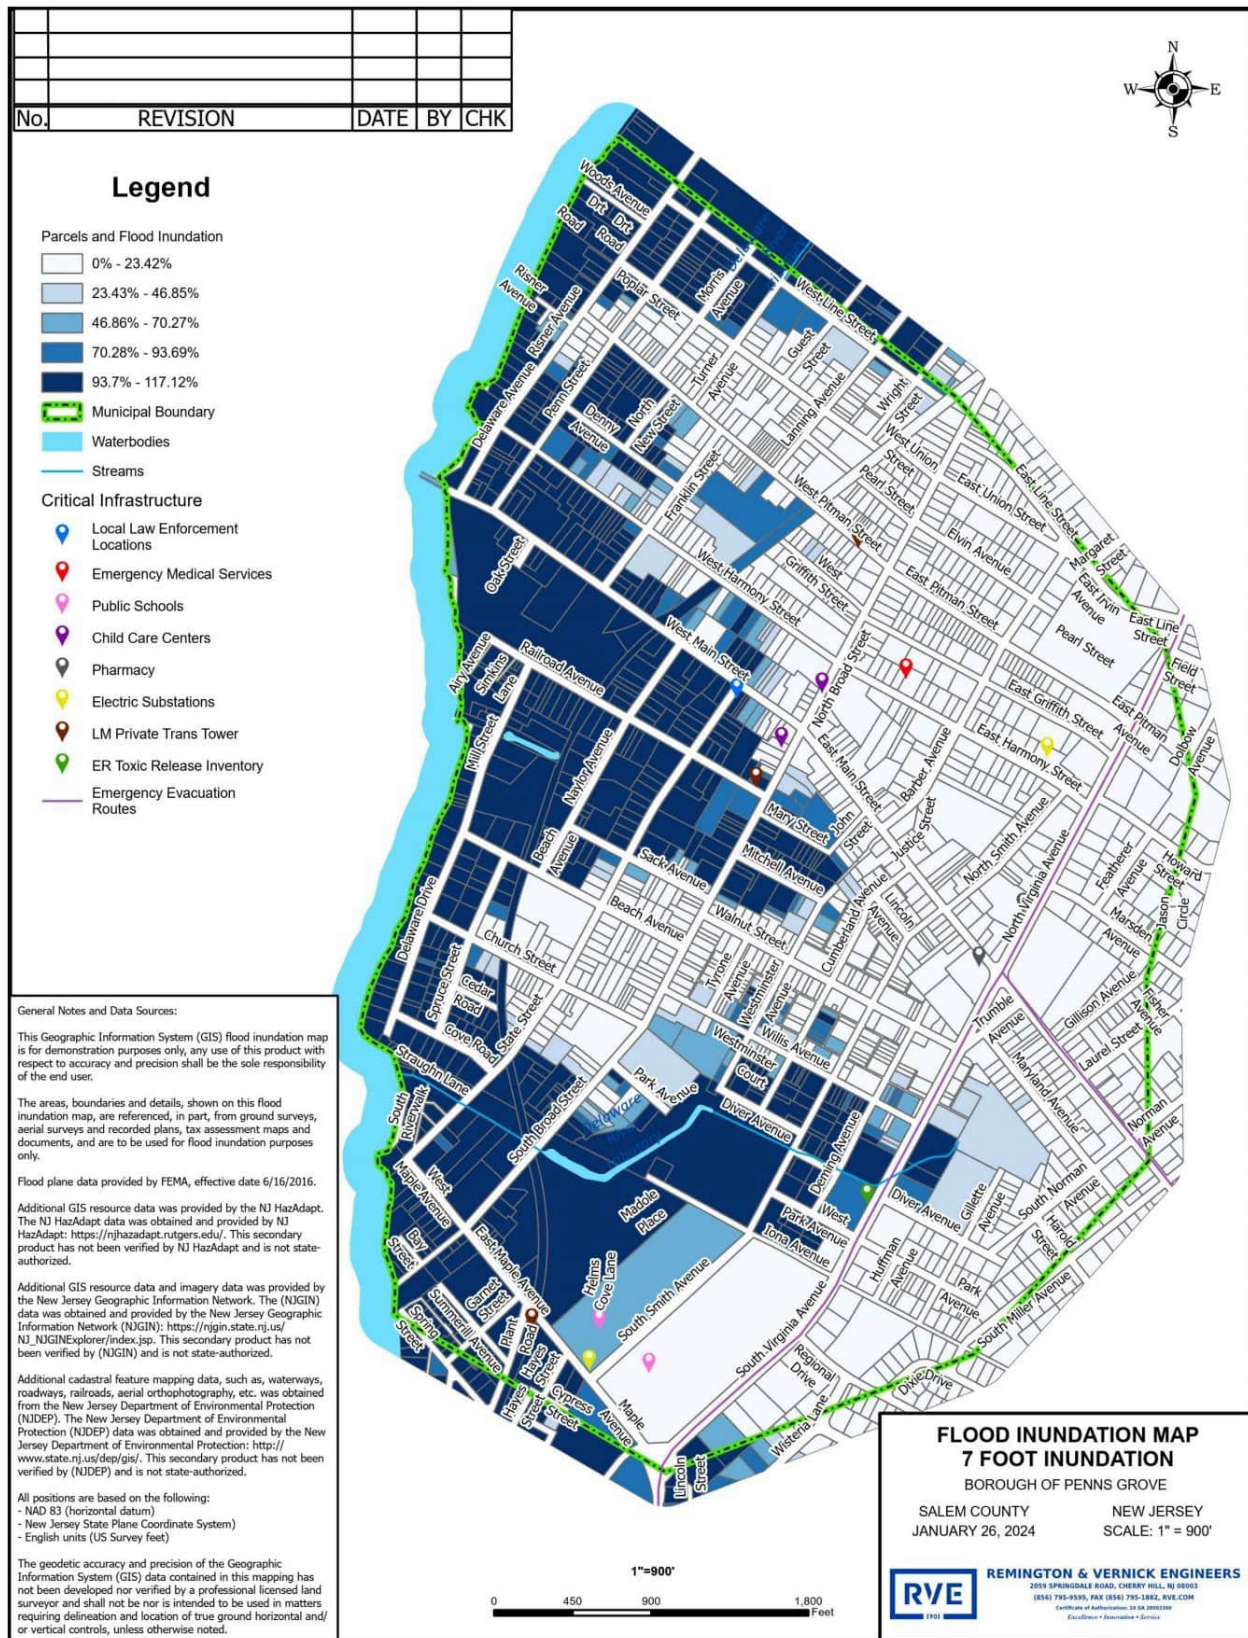 No. REVISION DATE BY CHK
N
W E
S
Legend
Parcels and Flood Inundation
0% - 23.42%
23.43% - 46.85%
46.86% - 70.27%
70.28% - 93.69%
93.7% - 117.12%
Municipal Boundary
Waterbodies
Streams
Critical Infrastructure
Local Law Enforcement
Locations
Emergency Medical Services
Public Schools
Child Care Centers
Pharmacy
Electric Substations
LM Private Trans Tower
ER Toxic Release Inventory
Emergency Evacuation
Routes
Woods Avenue
Drt
Road
Drt
Road
Risner
Avenue
Risner Avenue
Poplar Street
Morris
Avenue
West Line Street
Guest
Street
Turner
Avenue
Lanning Avenue
Wright
Street
Delaware Avenue
Penn Street
Denny
Avenue
North
New Street
Franklin Street
West Union
Street
Pearl Street
East Union Street
East Line Street
Margaret
Street
West Pitman Street
Elvin Avenue
East Irvin
Avenue
East Line
Street
Field
Street
Oak Street
West Harmony Street
West
Griffith Street
East Pitman Street
Pearl Street
West Main Street
North Broad Street
East Griffith Street
East Pitman
Avenue
Dolbow
Avenue
Airy Avenue
Simkins
Lane
Railroad Avenue
Mill Street
Naylor Avenue
East Main Street
Barber Avenue
East Harmony Street
Mary Street
John
Street
Justice Street
North Smith Avenue
North Virginia Avenue
Featherer
Avenue
Howard
Street
Beach
Avenue
Sack Avenue
Mitchell Avenue
Beach Avenue
Walnut Street
Cumberland Avenue
Lincoln
Avenue
Marsden
Avenue
Jason
Circle
Delaware Drive
Church Street
Spruce Street
Cedar
Road
Cove Road
State Street
Tyrone
Avenue
Westminster
Avenue
Willis Avenue
Westminster
Court
Trumble
Avenue
Gillison Avenue
Fisher
Avenue
Laurel Street
Maryland Avenue
Norman
Avenue
Straughn Lane
South
Riverwalk
South Broad Street
Park Avenue
Diver Avenue
Deming Avenue
West
Maple Avenue
Maddle
Place
Park Avenue
West
Iona Avenue
Diver Avenue
Gillette
Avenue
South Norman
Avenue
Harold
Street
Bay
Street
East Maple Avenue
Helms
Cove Lane
South Smith Avenue
Huffman
Avenue
Park
Avenue
South Miller Avenue
Garnet
Street
Summerill Avenue
Spring
Street
Plant
Road
Hayes
Street
Hayes
Street
Cypress
Street
Maple
Avenue
South Virginia Avenue
Regional
Drive
Dixie Drive
Wisteria Lane
Lincoln
Street
General Notes and Data Sources:
This Geographic Information System (GIS) flood inundation map
is for demonstration purposes only, any use of this product with
respect to accuracy and precision shall be the sole responsibility
of the end user.
The areas, boundaries and details, shown on this flood
inundation map, are referenced, in part, from ground surveys,
aerial surveys and recorded plans, tax assessment maps and
documents, and are to be used for flood inundation purposes
only.
Flood plane data provided by FEMA, effective date 6/16/2016.
Additional GIS resource data was provided by the NJ HazAdapt.
The NJ HazAdapt data was obtained and provided by NJ
HazAdapt: https://njhazadapt.rutgers.edu/. This secondary
product has not been verified by NJ HazAdapt and is not state-
authorized.
Additional GIS resource data and imagery data was provided by
the New Jersey Geographic Information Network. The (NJGIN)
data was obtained and provided by the New Jersey Geographic
Information Network (NJGIN): https://njgin.state.nj.us/
NJ_NJGINExplorer/index.jsp. This secondary product has not
been verified by (NJGIN) and is not state-authorized.
Additional cadastral feature mapping data, such as, waterways,
roadways, railroads, aerial orthophotography, etc. was obtained
from the New Jersey Department of Environmental Protection
(NJDEP). The New Jersey Department of Environmental
Protection (NJDEP) data was obtained and provided by the New
Jersey Department of Environmental Protection: http://
www.state.nj.us/dep/gis/. This secondary product has not been
verified by (NJDEP) and is not state-authorized.
All positions are based on the following:
- NAD 83 (horizontal datum)
- New Jersey State Plane Coordinate System)
- English units (US Survey feet)
The geodetic accuracy and precision of the Geographic
Information System (GIS) data contained in this mapping has
not been developed nor verified by a professional licensed land
surveyor and shall not be nor is intended to be used in matters
requiring delineation and location of true ground horizontal and/
or vertical controls, unless otherwise noted.
1"=900'
0 450 900 1,800
Feet
FLOOD INUNDATION MAP
7 FOOT INUNDATION
BOROUGH OF PENNS GROVE
SALEM COUNTY NEW JERSEY
JANUARY 26, 2024 SCALE: 1" = 900'
RVE
1901
REMINGTON & VERNICK ENGINEERS
2059 SPRINGDALE ROAD, CHERRY HILL, NJ 08003
(856) 795-9595, FAX (856) 795-1882, RVE.COM
Excellence • Innovation • Service